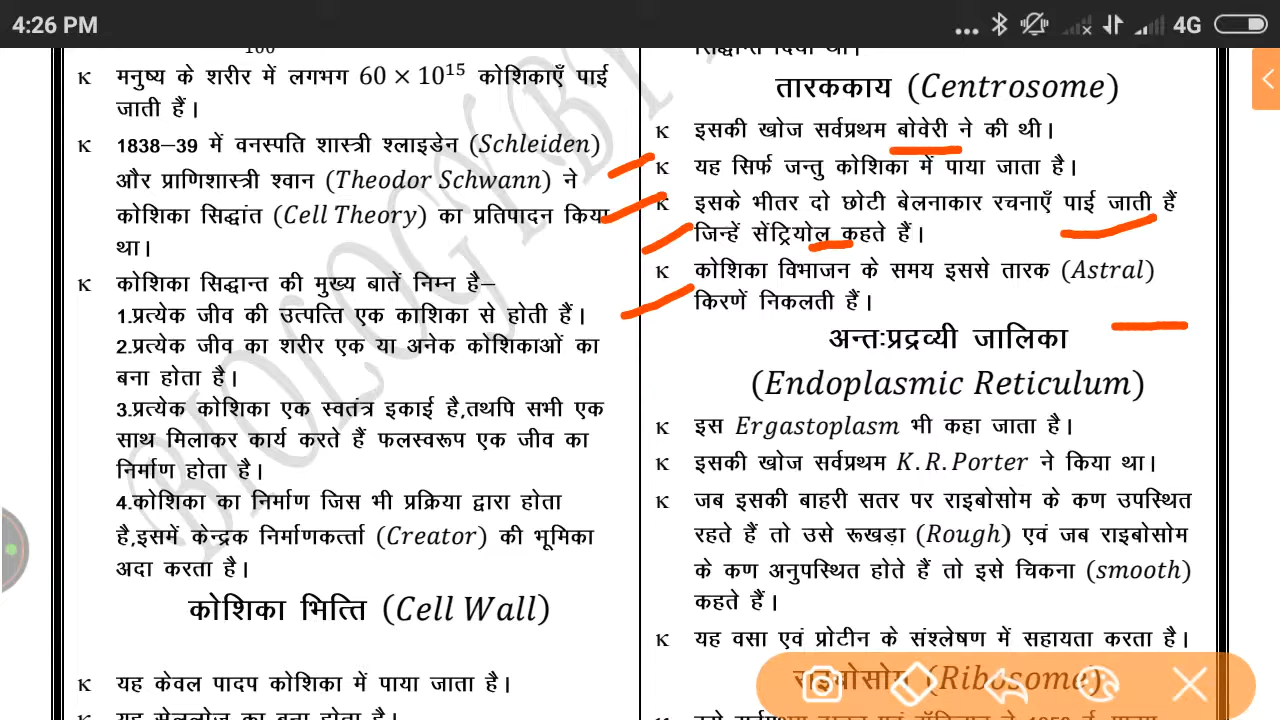 4:26 PM
4G
100
κ मनुष्य के शरीर में लगभग 60 × 10¹⁵ कोशिकाएँ पाई
जाती हैं।
κ 1838–39 में वनस्पति शास्त्री श्लाइडेन (Schleiden)
और प्राणिशास्त्री श्वान (Theodor Schwann) ने
कोशिका सिद्धांत (Cell Theory) का प्रतिपादन किया
था।
κ कोशिका सिद्धान्त की मुख्य बातें निम्न है–
1.प्रत्येक जीव की उत्पत्ति एक काशिका से होती हैं।
2.प्रत्येक जीव का शरीर एक या अनेक कोशिकाओं का
बना होता है।
3.प्रत्येक कोशिका एक स्वतंत्र इकाई है,तथपि सभी एक
साथ मिलाकर कार्य करते हैं फलस्वरूप एक जीव का
निर्माण होता है।
4.कोशिका का निर्माण जिस भी प्रक्रिया द्वारा होता
है,इसमें केन्द्रक निर्माणकर्त्ता (Creator) की भूमिका
अदा करता है।
कोशिका भित्ति (Cell Wall)
κ यह केवल पादप कोशिका में पाया जाता है।
κ यह सेलूलोज का बना होता है।
सिद्धान्त दिया था।
तारककाय (Centrosome)
κ इसकी खोज सर्वप्रथम बोवेरी ने की थी।
κ यह सिर्फ जन्तु कोशिका में पाया जाता है।
κ इसके भीतर दो छोटी बेलनाकार रचनाएँ पाई जाती हैं
जिन्हें सेंट्रियोल कहते हैं।
κ कोशिका विभाजन के समय इससे तारक (Astral)
किरणें निकलती हैं।
अन्तःप्रद्रव्यी जालिका
(Endoplasmic Reticulum)
κ इस Ergastoplasm भी कहा जाता है।
κ इसकी खोज सर्वप्रथम K.R.Porter ने किया था।
κ जब इसकी बाहरी सतर पर राइबोसोम के कण उपस्थित
रहते हैं तो उसे रूखड़ा (Rough) एवं जब राइबोसोम
के कण अनुपस्थित होते हैं तो इसे चिकना (smooth)
कहते हैं।
κ यह वसा एवं प्रोटीन के संश्लेषण में सहायता करता है।
राइबोसोम (Ribosome)
BIOLOGY BY